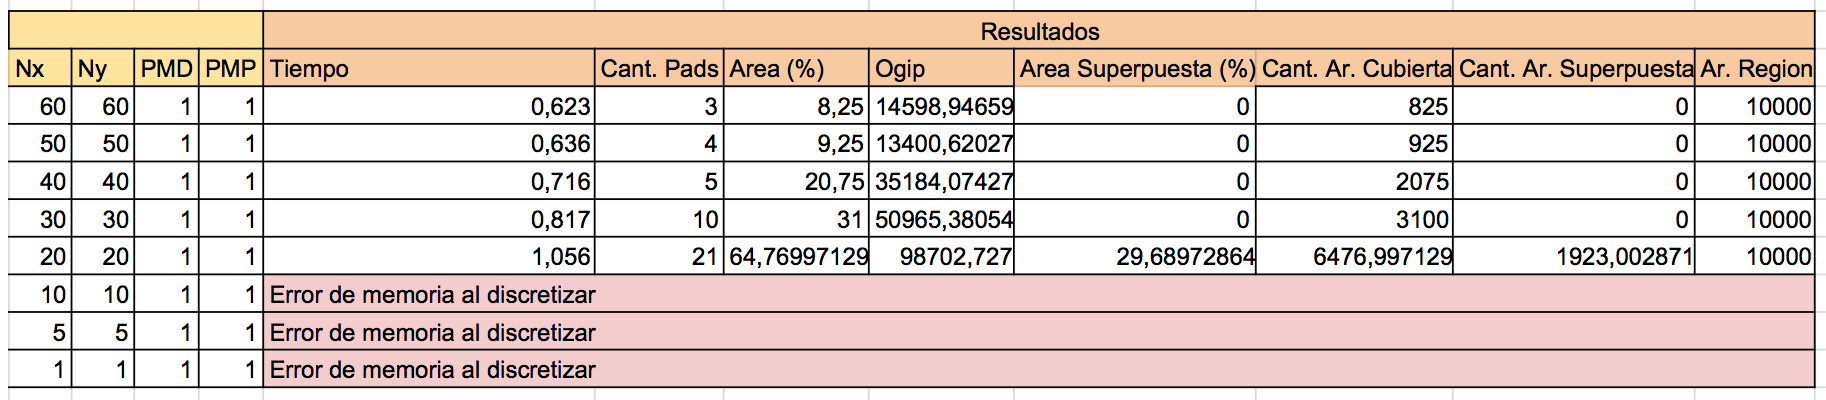 Resultados
Nx Ny PMD PMP Tiempo Cant. Pads Area (%) Ogip Area Superpuesta (%) Cant. Ar. Cubierta Cant. Ar. Superpuesta Ar. Region
60 60 1 1 0,623 3 8,25 14598,94659 0 825 0 10000
50 50 1 1 0,636 4 9,25 13400,62027 0 925 0 10000
40 40 1 1 0,716 5 20,75 35184,07427 0 2075 0 10000
30 30 1 1 0,817 10 31 50965,38054 0 3100 0 10000
20 20 1 1 1,056 21 64,76997129 98702,727 29,68972864 6476,997129 1923,002871 10000
10 10 1 1 Error de memoria al discretizar
5 5 1 1 Error de memoria al discretizar
1 1 1 1 Error de memoria al discretizar